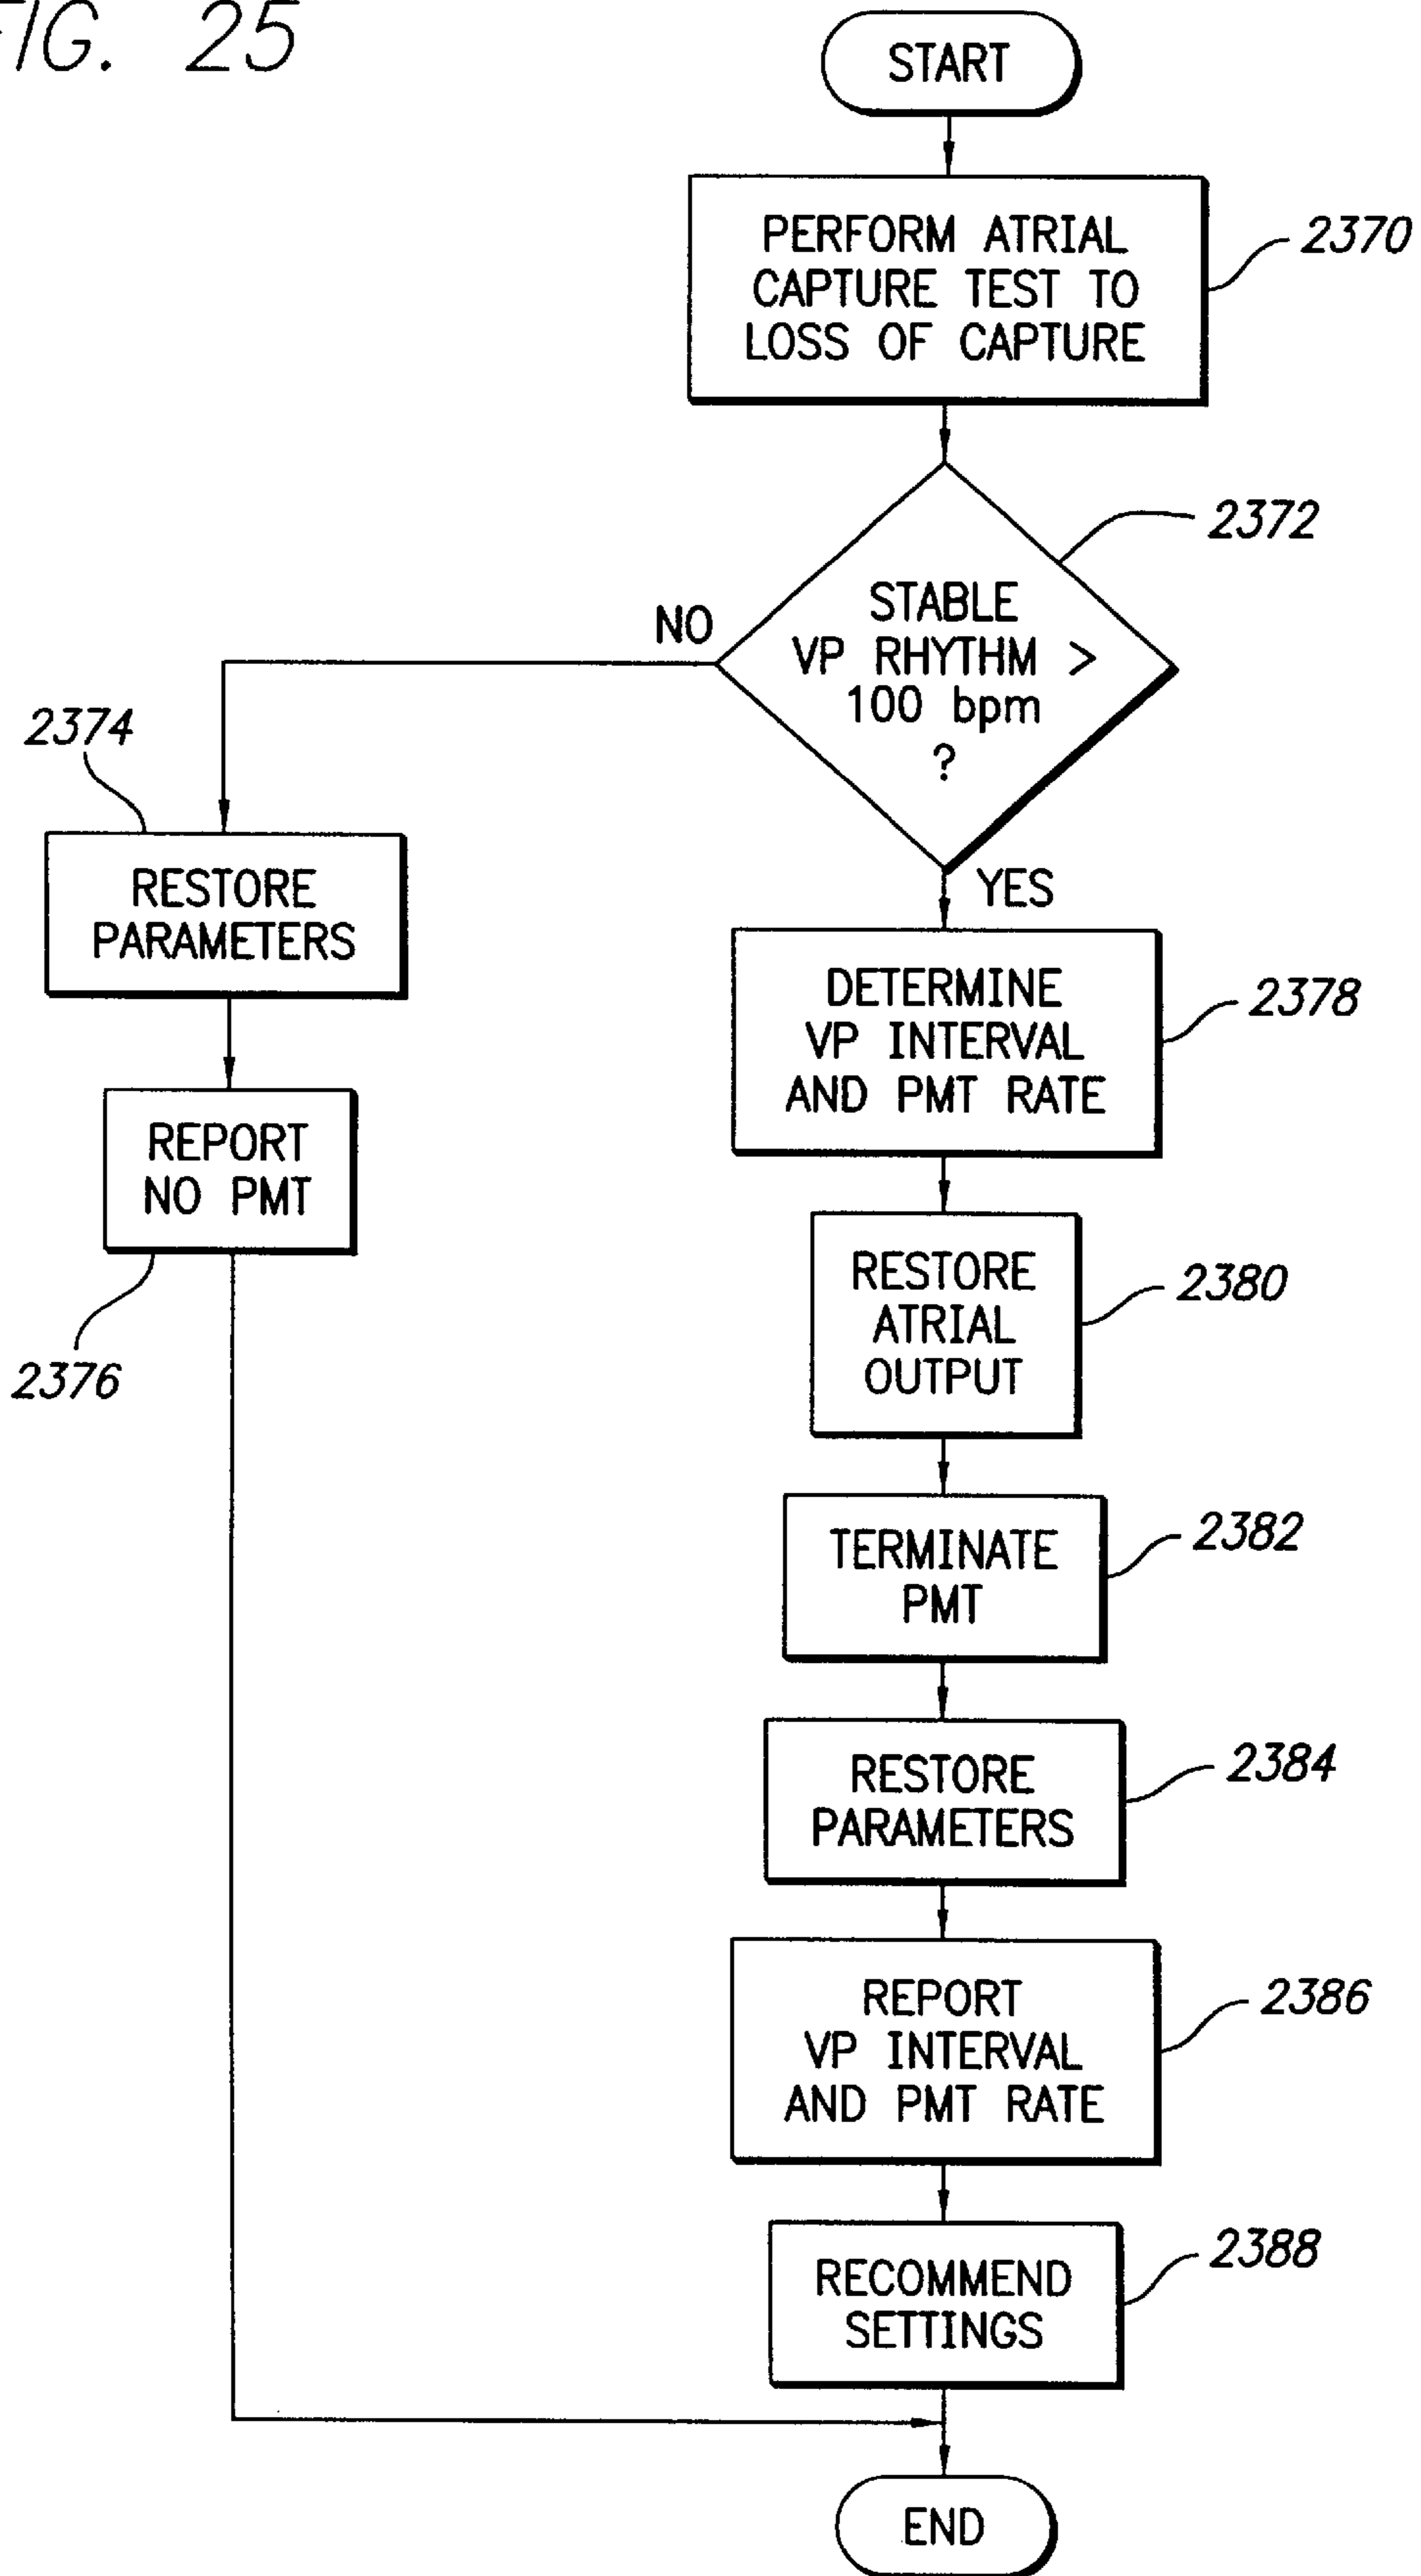 FIG. 25
START
PERFORM ATRIAL
CAPTURE TEST TO
LOSS OF CAPTURE
2370
2372
STABLE
VP RHYTHM >
100 bpm
?
NO
YES
2374
RESTORE
PARAMETERS
REPORT
NO PMT
2376
DETERMINE
VP INTERVAL
AND PMT RATE
2378
RESTORE
ATRIAL
OUTPUT
2380
TERMINATE
PMT
2382
RESTORE
PARAMETERS
2384
REPORT
VP INTERVAL
AND PMT RATE
2386
RECOMMEND
SETTINGS
2388
END